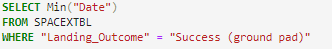 SELECT Min("Date")
FROM SPACEXTBL
WHERE "Landing_Outcome" = "Success (ground pad)"